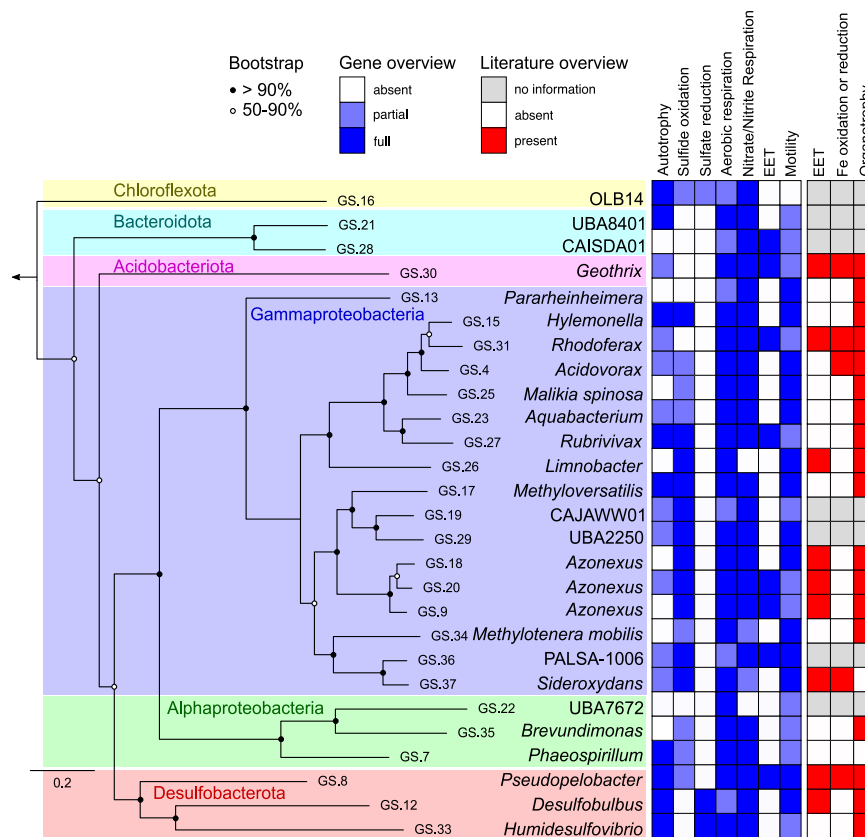 Bootstrap
> 90%
50-90%
Gene overview
absent
partial
full
Literature overview
no information
absent
present
Autotrophy
Sulfide oxidation
Sulfate reduction
Aerobic respiration
Nitrate/Nitrite Respiration
EET
Motility
EET
Fe oxidation or reduction
Organotrophy
Chloroflexota
GS.16 OLB14
Bacteroidota
GS.21 UBA8401
GS.28 CAISDA01
Acidobacteriota
GS.30 Geothrix
GS.13 Pararheinheimera
Gammaproteobacteria
GS.15 Hylemonella
GS.31 Rhodoferax
GS.4 Acidovorax
GS.25 Malikia spinosa
GS.23 Aquabacterium
GS.27 Rubrivivax
GS.26 Limnobacter
GS.17 Methyloversatilis
GS.19 CAJAWW01
GS.29 UBA2250
GS.18 Azonexus
GS.20 Azonexus
GS.9 Azonexus
GS.34 Methylotenera mobilis
GS.36 PALSA-1006
GS.37 Sideroxydans
Alphaproteobacteria
GS.22 UBA7672
GS.35 Brevundimonas
GS.7 Phaeospirillum
0.2
GS.8 Pseudopelobacter
Desulfobacterota
GS.12 Desulfobulbus
GS.33 Humidesulfovibrio